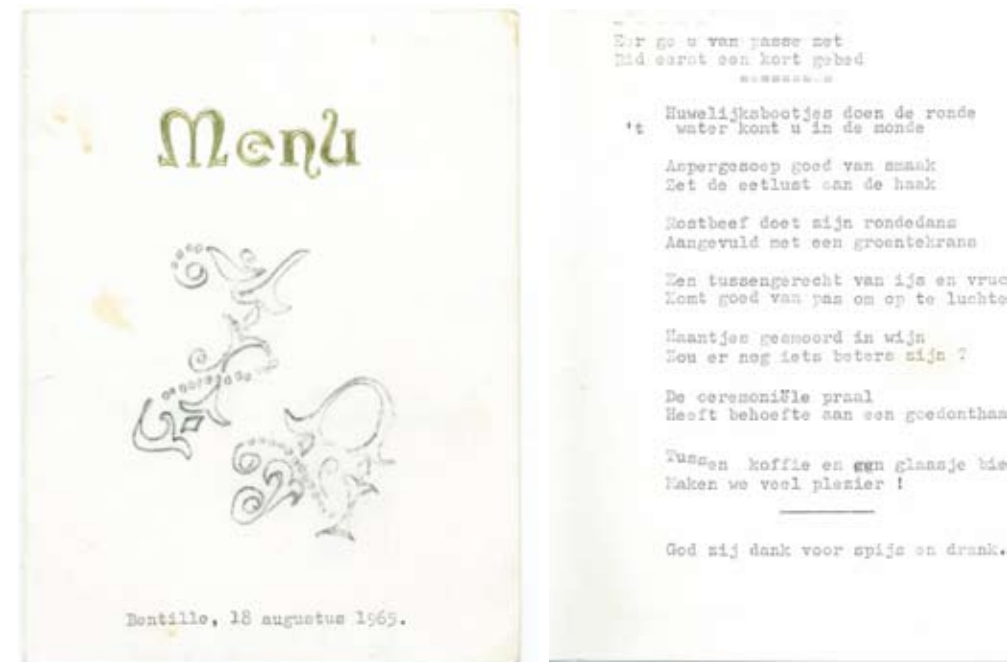 Menu
Bentille, 18 augustus 1965.
Eer ge u van passe zet
Bid eerst een kort gebed
Huwelijksbootjes doen de ronde
't water komt u in de monde
Aspergesoep goed van smaak
Zet de eetlust aan de haak
Rostbeef doet zijn rondedans
Aangevuld met een groentekrans
Een tussengerecht van ijs en vruc
Komt goed van pas om op te luchte
Haantjes gesmoord in wijn
Zou er nog iets beters zijn ?
De ceremoniële praal
Heeft behoefte aan een goedonthaa
Tussen koffie en een glaasje bie
Maken we veel plezier !
God zij dank voor spijs en drank.